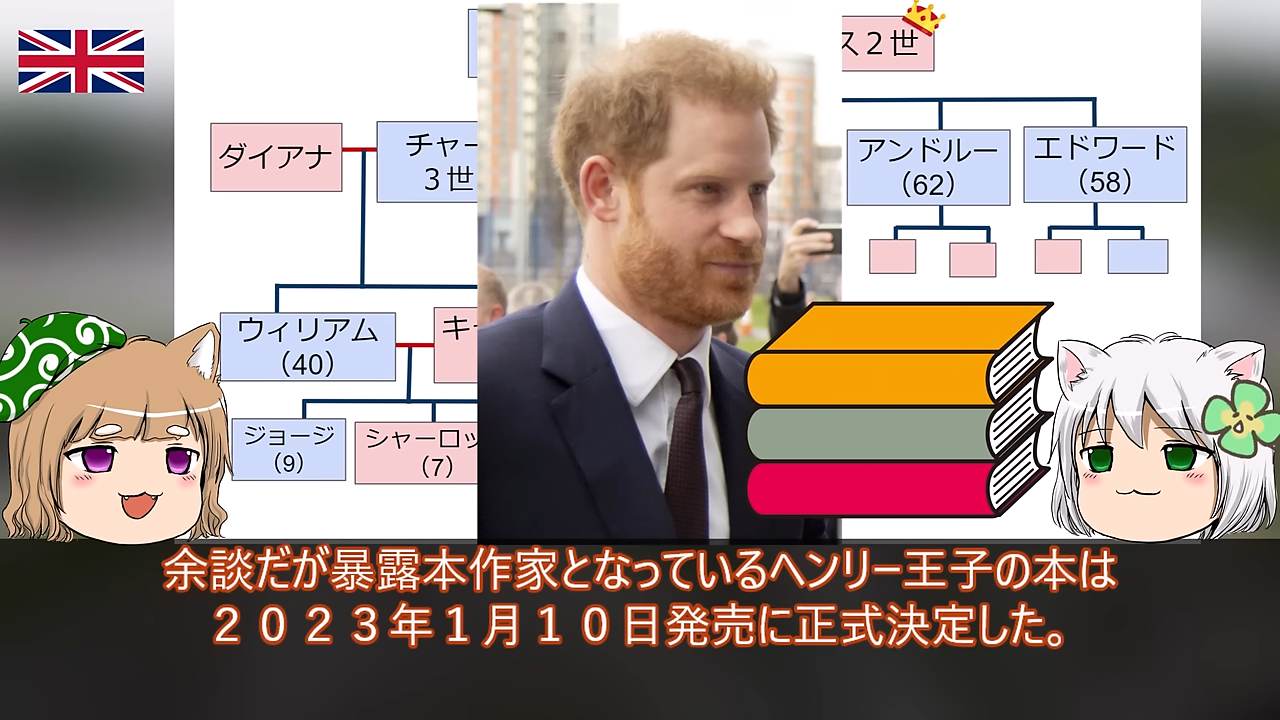 ス2世
ダイアナ
チャー
3世
アンドルー
(62)
エドワード
(58)
ウィリアム
(40)
キ
ジョージ
(9)
シャーロッ
(7)
余談だが暴露本作家となっているヘンリー王子の本は
２０２３年１月１０日発売に正式決定した。